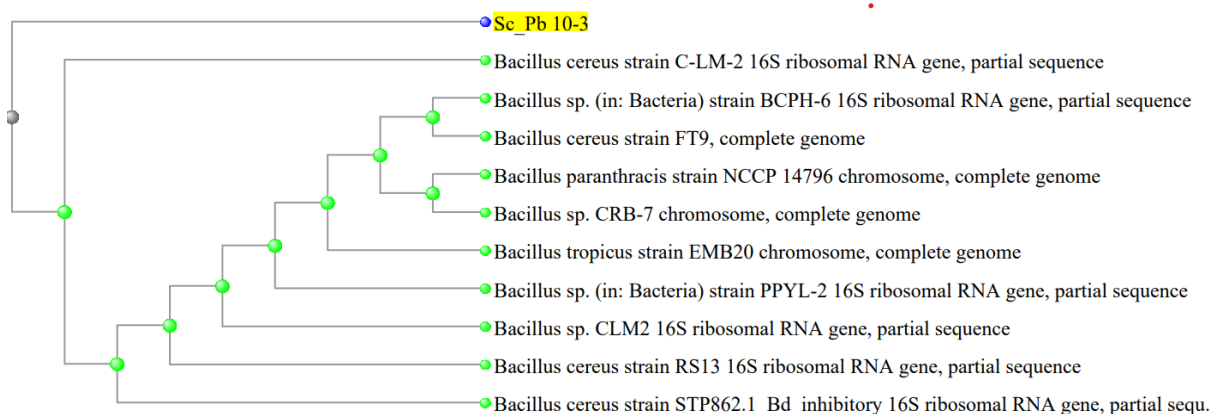 Sc_Pb 10-3
Bacillus cereus strain C-LM-2 16S ribosomal RNA gene, partial sequence
Bacillus sp. (in: Bacteria) strain BCPH-6 16S ribosomal RNA gene, partial sequence
Bacillus cereus strain FT9, complete genome
Bacillus paranthracis strain NCCP 14796 chromosome, complete genome
Bacillus sp. CRB-7 chromosome, complete genome
Bacillus tropicus strain EMB20 chromosome, complete genome
Bacillus sp. (in: Bacteria) strain PPYL-2 16S ribosomal RNA gene, partial sequence
Bacillus sp. CLM2 16S ribosomal RNA gene, partial sequence
Bacillus cereus strain RS13 16S ribosomal RNA gene, partial sequence
Bacillus cereus strain STP862.1_Bd_inhibitory 16S ribosomal RNA gene, partial sequ.